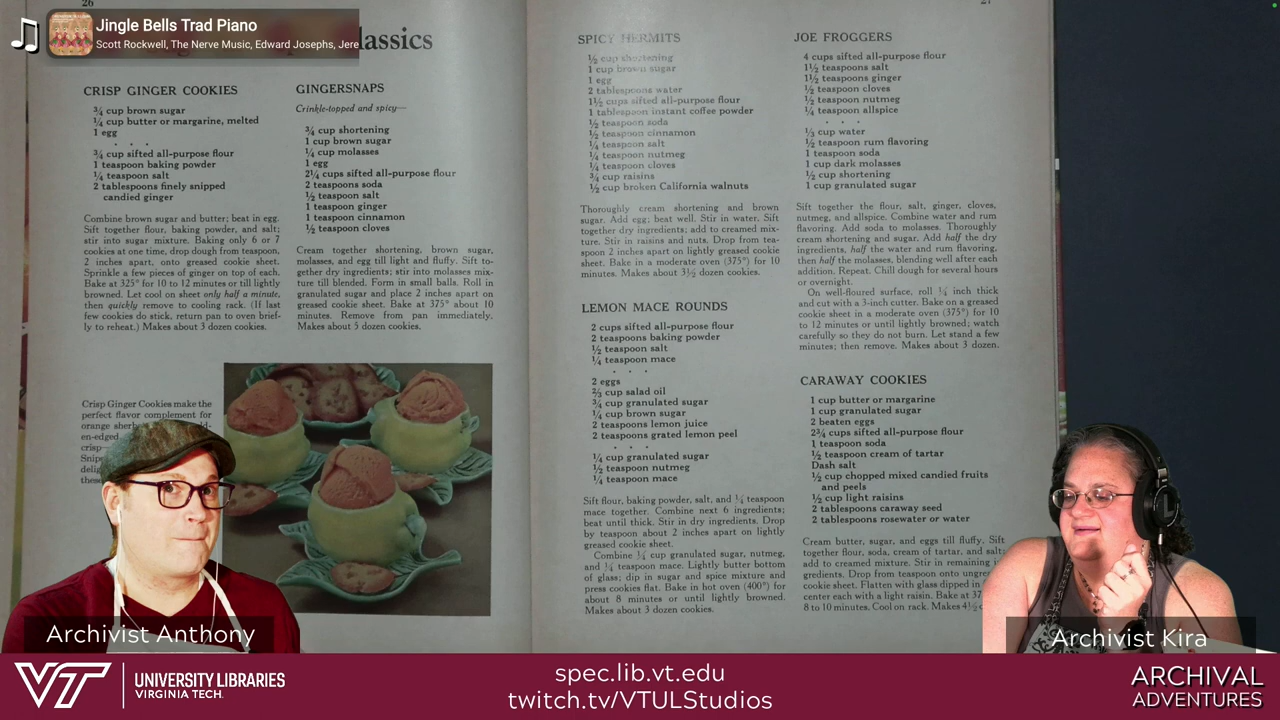 26
27
Jingle Bells Trad Piano
Scott Rockwell, The Nerve Music, Edward Josephs, Jere
lassics
CRISP GINGER COOKIES
¾ cup brown sugar
¼ cup butter or margarine, melted
1 egg
. . .
¾ cup sifted all-purpose flour
1 teaspoon baking powder
¼ teaspoon salt
2 tablespoons finely snipped
candied ginger
Combine brown sugar and butter; beat in egg.
Sift together flour, baking powder, and salt;
stir into sugar mixture. Baking only 6 or 7
cookies at one time, drop dough from teaspoon,
2 inches apart, onto greased cookie sheet.
Sprinkle a few pieces of ginger on top of each.
Bake at 325° for 10 to 12 minutes or till lightly
browned. Let cool on sheet only half a minute,
then quickly remove to cooling rack. (If last
few cookies do stick, return pan to oven brief-
ly to reheat.) Makes about 3 dozen cookies.
Crisp Ginger Cookies make the
perfect flavor complement for
orange sher
en-edged
crisp—
Snip
delig
these
GINGERSNAPS
Crinkle-topped and spicy—
¾ cup shortening
1 cup brown sugar
¼ cup molasses
1 egg
2¼ cups sifted all-purpose flour
2 teaspoons soda
½ teaspoon salt
1 teaspoon ginger
1 teaspoon cinnamon
½ teaspoon cloves
Cream together shortening, brown sugar,
molasses, and egg till light and fluffy. Sift to-
gether dry ingredients; stir into molasses mix-
ture till blended. Form in small balls. Roll in
granulated sugar and place 2 inches apart on
greased cookie sheet. Bake at 375° about 10
minutes. Remove from pan immediately.
Makes about 5 dozen cookies.
SPICY HERMITS
½ cup shortening
1 cup brown sugar
1 egg
2 tablespoons water
1½ cups sifted all-purpose flour
1 tablespoon instant coffee powder
½ teaspoon soda
½ teaspoon cinnamon
¼ teaspoon salt
¼ teaspoon nutmeg
¼ teaspoon cloves
¾ cup raisins
½ cup broken California walnuts
Thoroughly cream shortening and brown
sugar. Add egg; beat well. Stir in water. Sift
together dry ingredients; add to creamed mix-
ture. Stir in raisins and nuts. Drop from tea-
spoon 2 inches apart on lightly greased cookie
sheet. Bake in a moderate oven (375°) for 10
minutes. Makes about 3½ dozen cookies.
LEMON MACE ROUNDS
2 cups sifted all-purpose flour
2 teaspoons baking powder
½ teaspoon salt
¼ teaspoon mace
. . .
2 eggs
⅔ cup salad oil
¾ cup granulated sugar
¼ cup brown sugar
2 teaspoons lemon juice
2 teaspoons grated lemon peel
. . .
¼ cup granulated sugar
½ teaspoon nutmeg
¼ teaspoon mace
Sift flour, baking powder, salt, and ¼ teaspoon
mace together. Combine next 6 ingredients;
beat until thick. Stir in dry ingredients. Drop
by teaspoon about 2 inches apart on lightly
greased cookie sheet.
Combine ¼ cup granulated sugar, nutmeg,
and ¼ teaspoon mace. Lightly butter bottom
of glass; dip in sugar and spice mixture and
press cookies flat. Bake in hot oven (400°) for
about 8 minutes or until lightly browned.
Makes about 3 dozen cookies.
JOE FROGGERS
4 cups sifted all-purpose flour
1½ teaspoons salt
1½ teaspoons ginger
½ teaspoon cloves
½ teaspoon nutmeg
¼ teaspoon allspice
. . .
⅓ cup water
½ teaspoon rum flavoring
1 teaspoon soda
1 cup dark molasses
½ cup shortening
1 cup granulated sugar
Sift together the flour, salt, ginger, cloves,
nutmeg, and allspice. Combine water and rum
flavoring. Add soda to molasses. Thoroughly
cream shortening and sugar. Add half the dry
ingredients, half the water and rum flavoring,
then half the molasses, blending well after each
addition. Repeat. Chill dough for several hours
or overnight.
On well-floured surface, roll ¼ inch thick
and cut with a 3-inch cutter. Bake on a greased
cookie sheet in a moderate oven (375°) for 10
to 12 minutes or until lightly browned; watch
carefully so they do not burn. Let stand a few
minutes; then remove. Makes about 3 dozen.
CARAWAY COOKIES
1 cup butter or margarine
1 cup granulated sugar
2 beaten eggs
2¾ cups sifted all-purpose flour
1 teaspoon soda
½ teaspoon cream of tartar
Dash salt
½ cup chopped mixed candied fruits
and peels
½ cup light raisins
2 tablespoons caraway seed
2 tablespoons rosewater or water
Cream butter, sugar, and eggs till fluffy. Sift
together flour, soda, cream of tartar, and salt;
add to creamed mixture. Stir in remaining in
gredients. Drop from teaspoon onto ungre
cookie sheet. Flatten with glass dipped in
center each with a light raisin. Bake at 37
8 to 10 minutes. Cool on rack. Makes 4½
Archivist Anthony
Archivist Kira
VT
UNIVERSITY LIBRARIES
VIRGINIA TECH.
spec.lib.vt.edu
twitch.tv/VTULStudios
ARCHIVAL
ADVENTURES